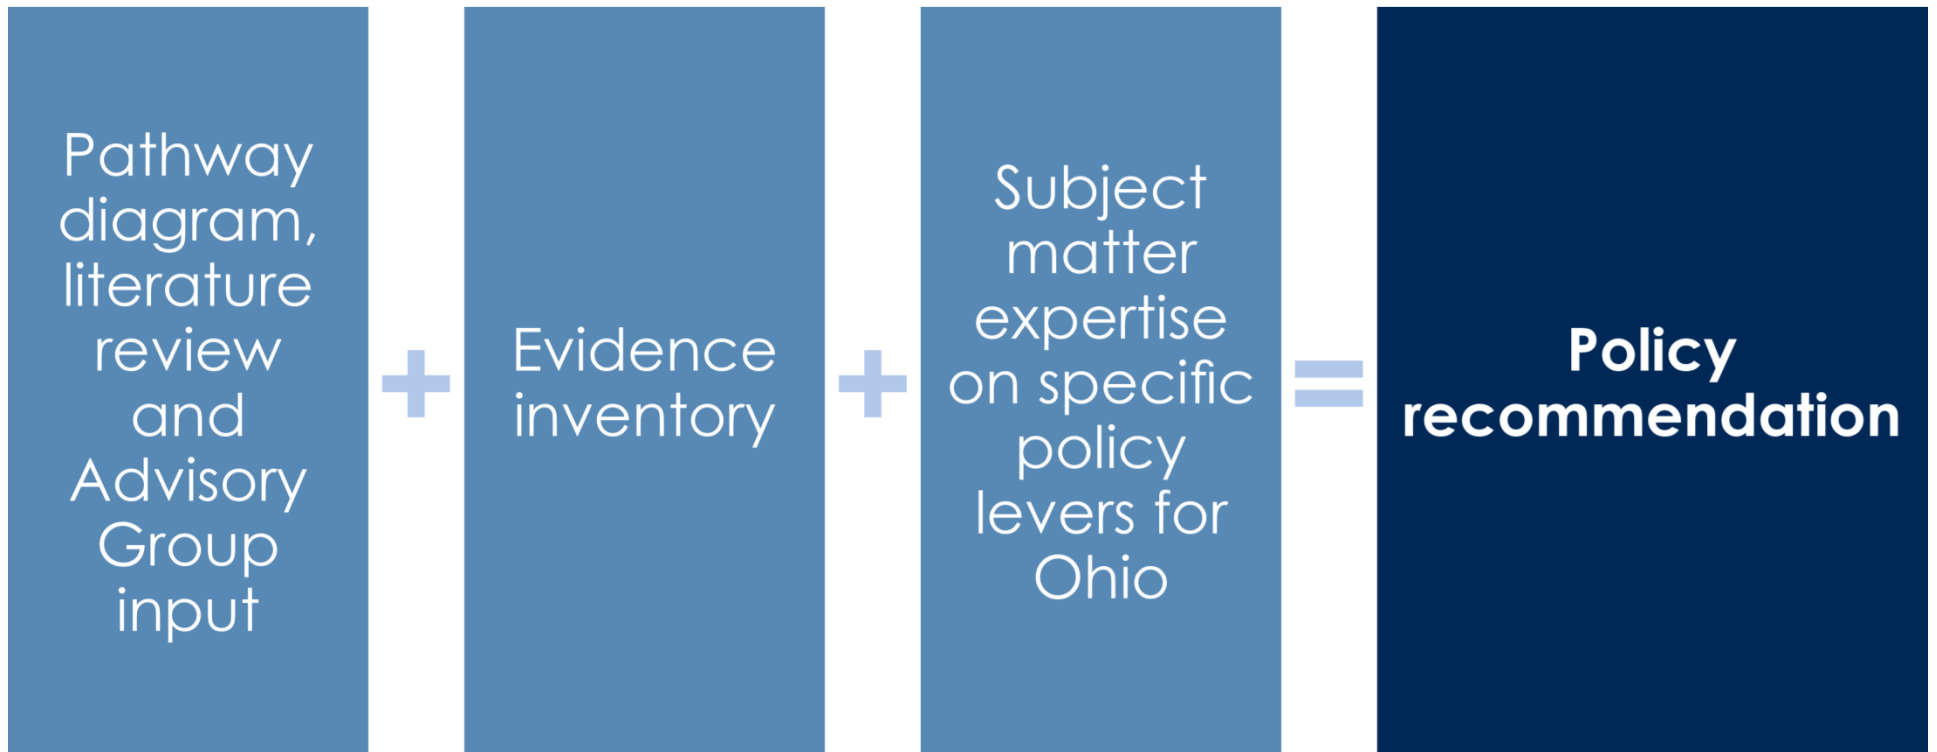 Pathway
diagram,
literature
review
and
Advisory
Group
input
+
Evidence
inventory
+
Subject
matter
expertise
on specific
policy
levers for
Ohio
=
Policy
recommendation